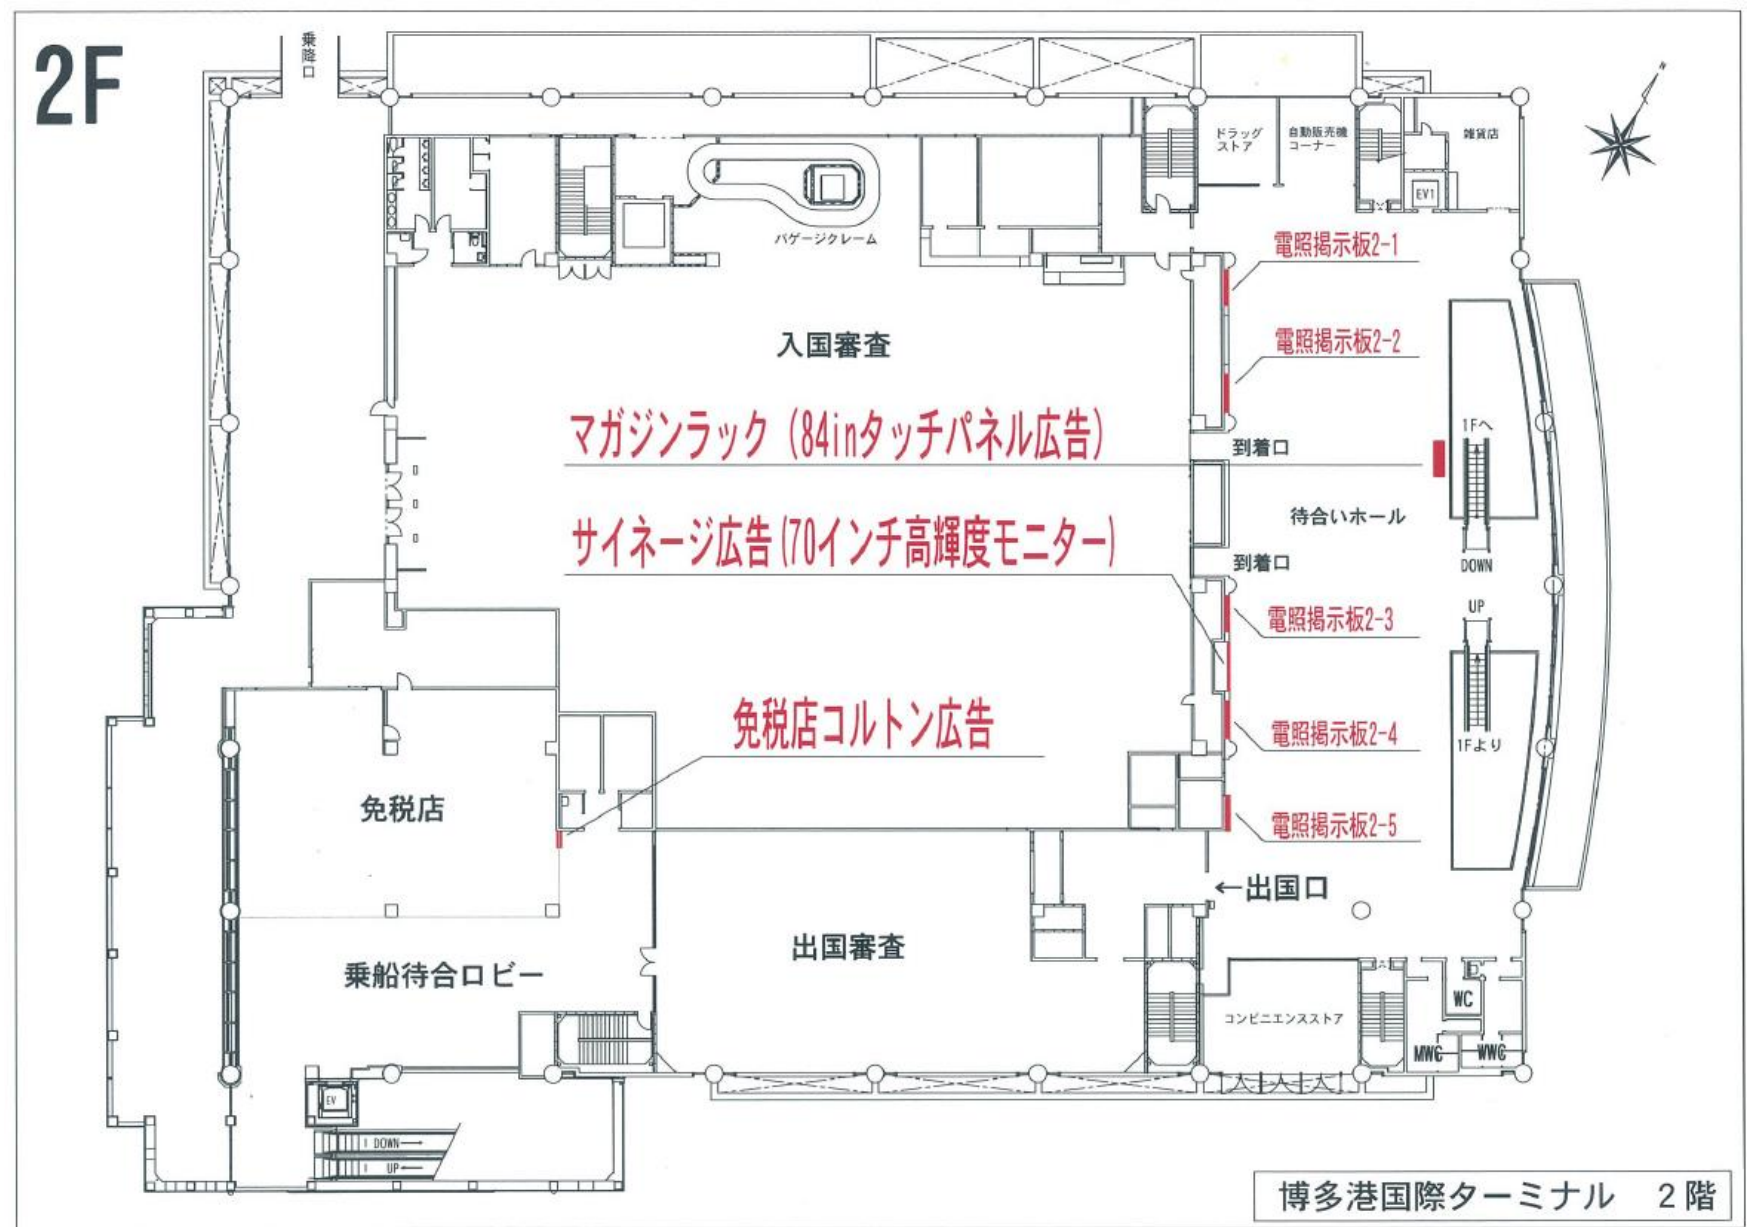 2F
乗降口
N
ドラッグ
ストア
自動販売機
コーナー
雑貨店
EV1
バゲージクレーム
電照掲示板2-1
入国審査
電照掲示板2-2
マガジンラック（84inタッチパネル広告）
到着口
1Fへ
待合いホール
サイネージ広告(70インチ高輝度モニター)
到着口
DOWN
UP
電照掲示板2-3
免税店コルトン広告
電照掲示板2-4
1Fより
免税店
電照掲示板2-5
←出国口
出国審査
乗船待合ロビー
WC
コンビニエンスストア
MWC
WWC
EV
DOWN→
UP←
博多港国際ターミナル　2階